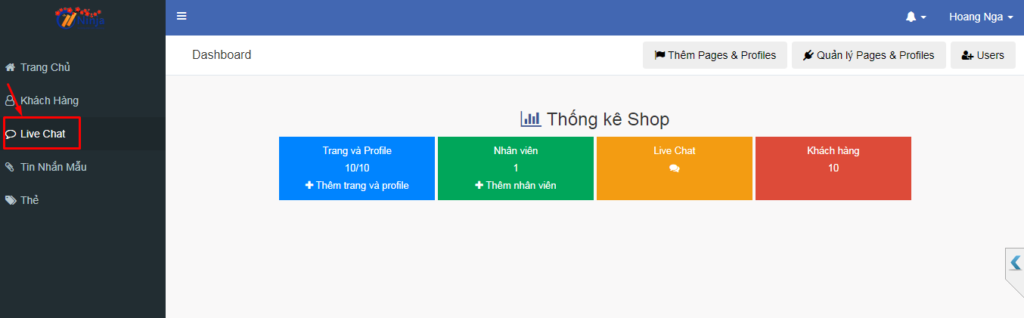 Hoang Nga
Dashboard
Thêm Pages & Profiles
Quản lý Pages & Profiles
Users
Trang Chủ
Khách Hàng
Live Chat
Tin Nhắn Mẫu
Thẻ
Thống kê Shop
Trang và Profile
10/10
Thêm trang và profile
Nhân viên
1
Thêm nhân viên
Live Chat
Khách hàng
10